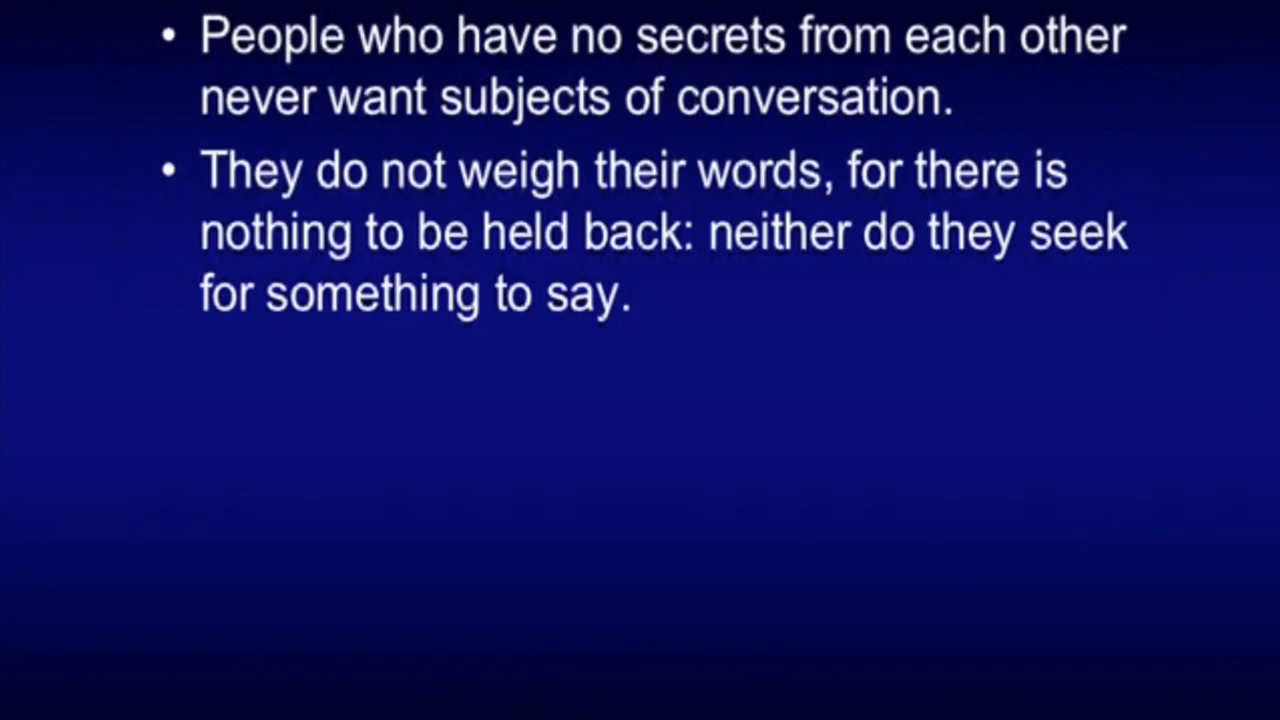 • People who have no secrets from each other
never want subjects of conversation.
• They do not weigh their words, for there is
nothing to be held back: neither do they seek
for something to say.